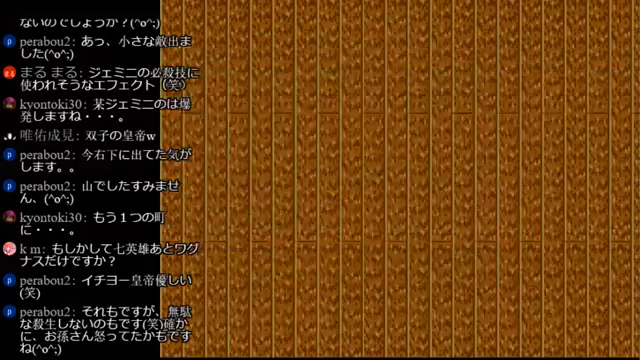 ないのでしょうか？(^o^;)
perabou2: あっ、小さな敵出ま
した(^o^;)
まる まる: ジェミニの必殺技に
使われそうなエフェクト（笑）
kyontoki30: 某ジェミニのは爆
発しますね・・・。
唯佑成見: 双子の皇帝w
perabou2: 今右下に出てた気が
します。。
perabou2: 山でしたすみませ
ん、(^o^;)
kyontoki30: もう１つの町
に・・・。
k m: もしかして七英雄あとワグ
ナスだけですか？
perabou2: イチヨー皇帝優しい
(笑)
perabou2: それもですが、無駄
な殺生しないのもです(笑)確か
に、お孫さん怒ってたかもです
ね(^o^;)